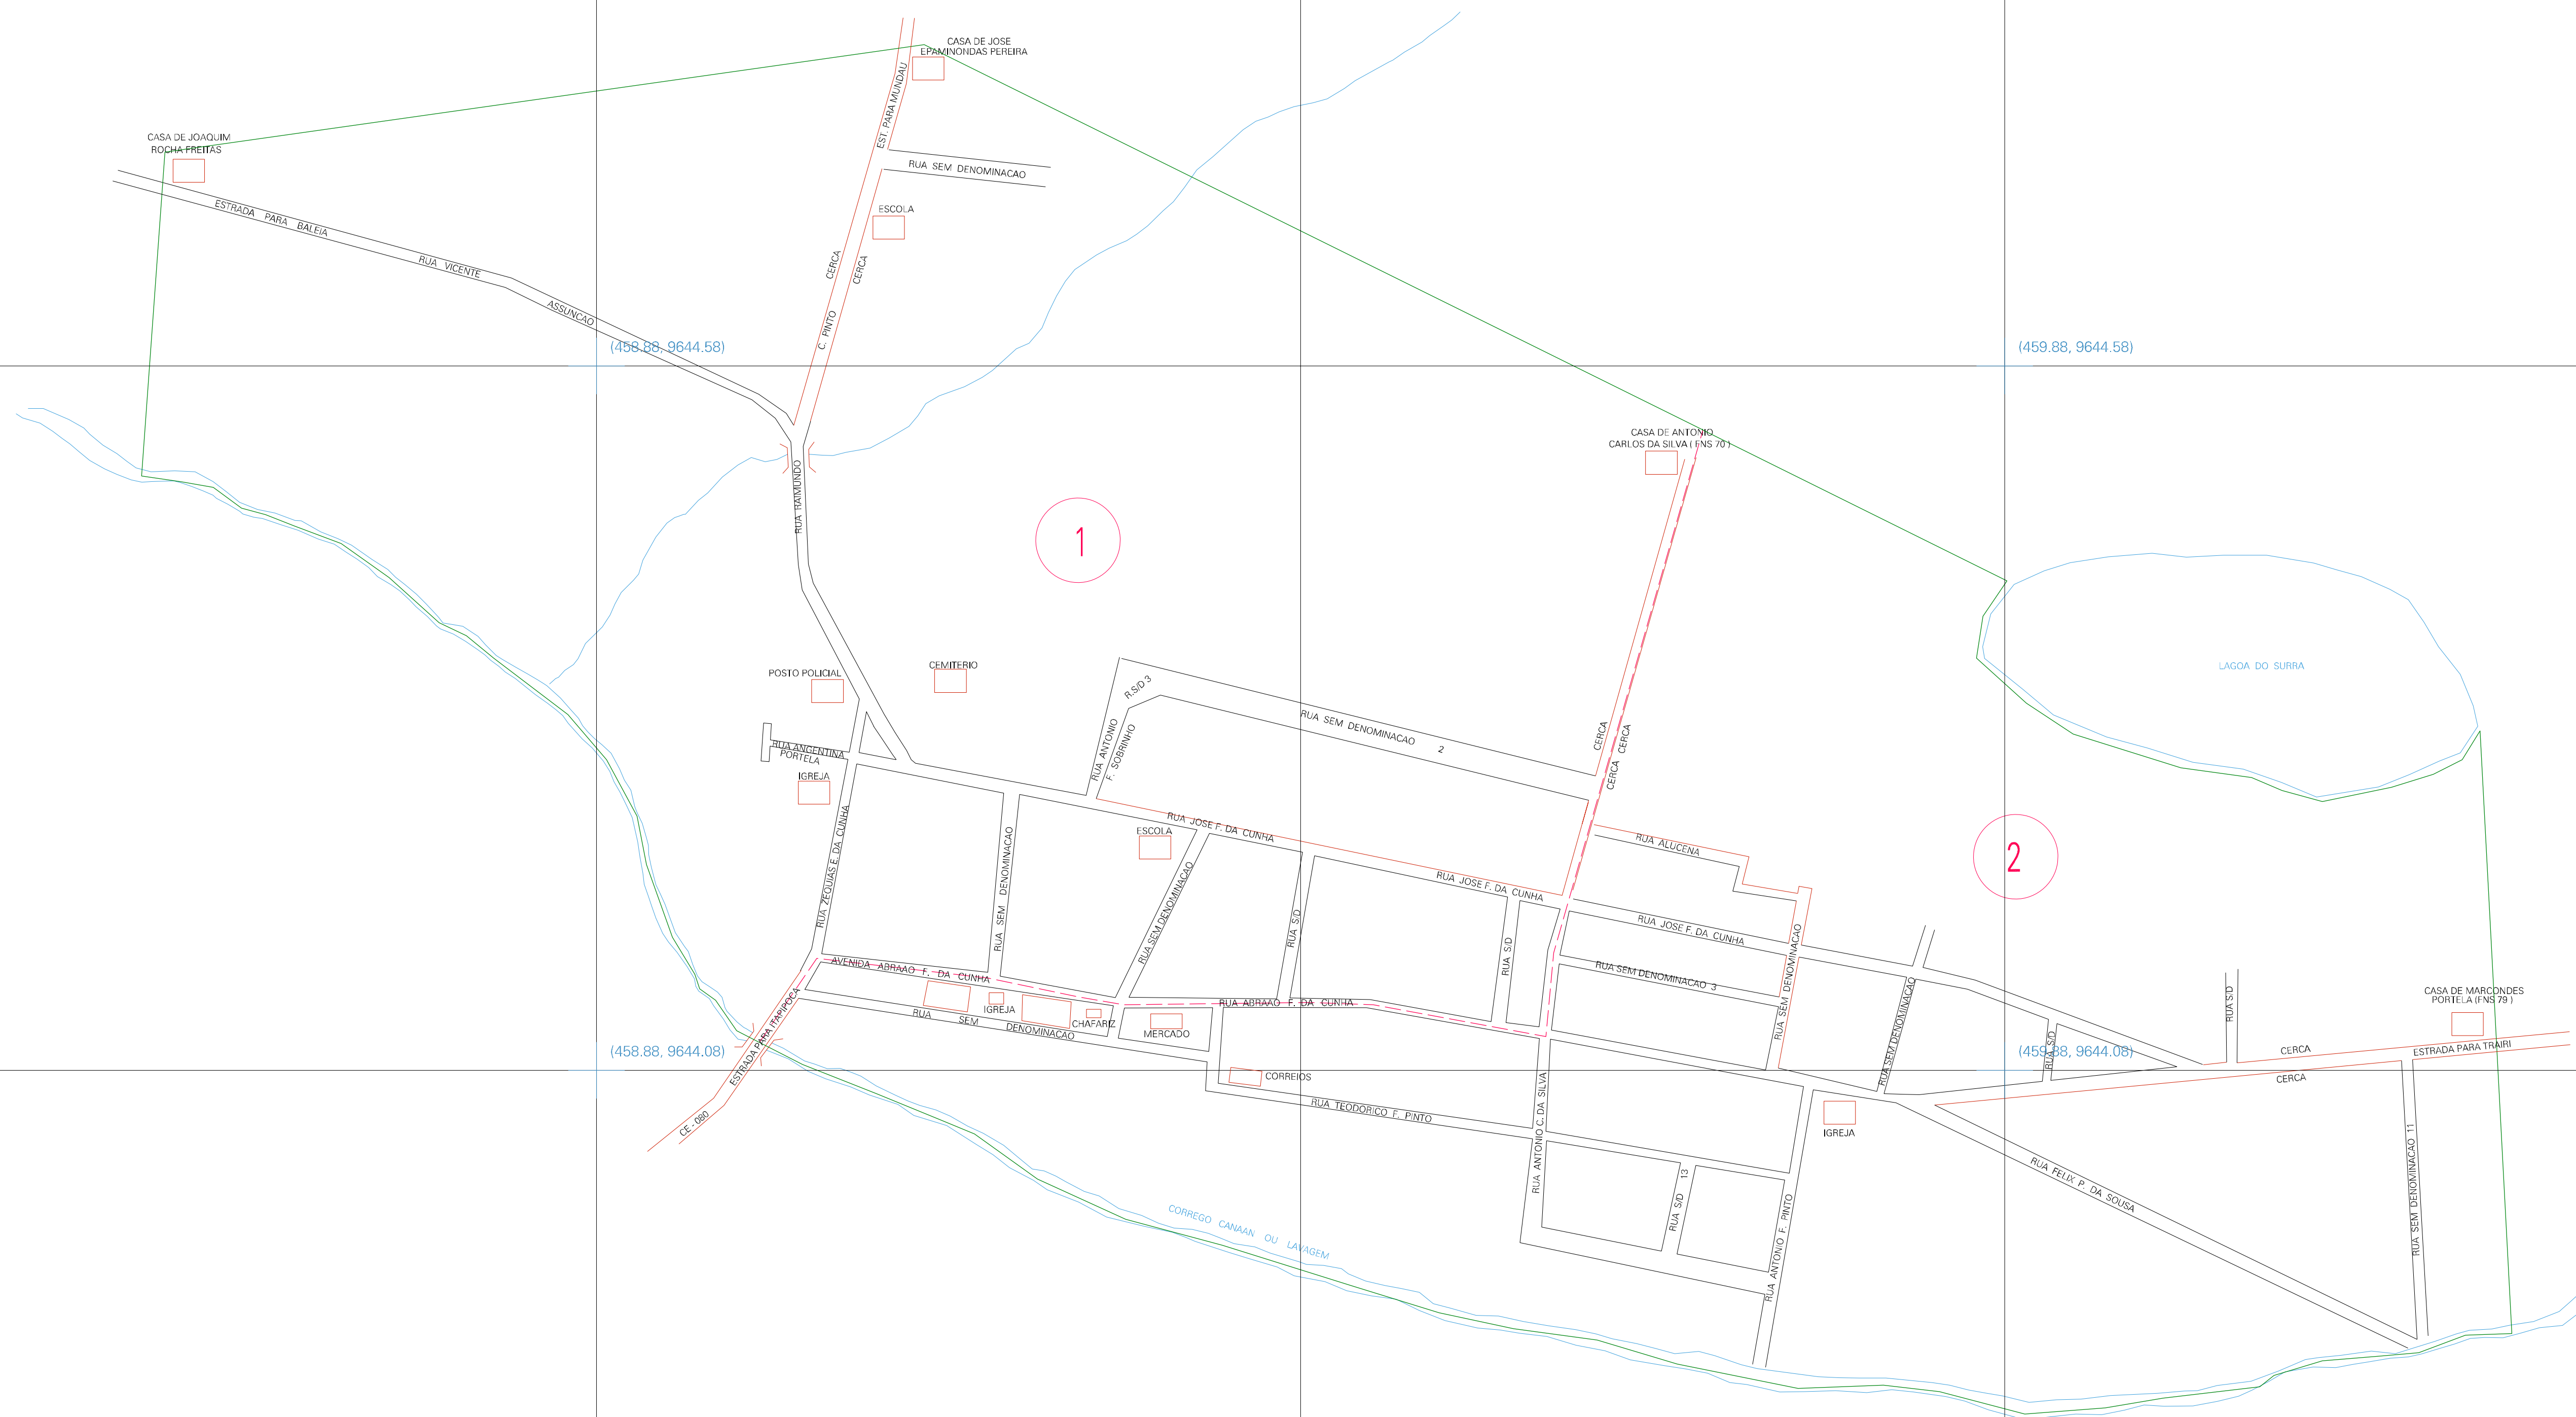 CASA DE JOSE
EPAMINONDAS PEREIRA
EST. PARA MUNDAU
CASA DE JOAQUIM
ROCHA FREITAS
RUA SEM DENOMINACAO
ESCOLA
ESTRADA PARA BALEIA
RUA VICENTE
ASSUNCAO
CERCA
CERCA
C. PINTO
(458.88, 9644.58)
(459.88, 9644.58)
CASA DE ANTONIO
CARLOS DA SILVA ( FNS 70 )
RUA RAIMUNDO
1
POSTO POLICIAL
CEMITERIO
LAGOA DO SURRA
R.S/D 3
RUA ANTONIO
F. SOBRINHO
RUA SEM DENOMINACAO 2
CERCA
CERCA
CERCA
RUA ANGENTINA
PORTELA
IGREJA
RUA ZEQUIAS E. DA CUNHA
RUA SEM DENOMINACAO
ESCOLA
RUA JOSE F. DA CUNHA
RUA SEM DENOMINACAO
RUA S/D
RUA JOSE F. DA CUNHA
RUA S/D
RUA ALUCENA
2
RUA JOSE F. DA CUNHA
RUA SEM DENOMINACAO 3
RUA SEM DENOMINACAO
RUA SEM DENOMINACAO
AVENIDA ABRAAO F. DA CUNHA
IGREJA
CHAFARIZ
MERCADO
RUA ABRAAO F. DA CUNHA
RUA SEM DENOMINACAO
ESTRADA PARA ITAPIPOCA
CE - 080
(458.88, 9644.08)
(459.88, 9644.08)
RUA S/D
RUA S/D
CASA DE MARCONDES
PORTELA (FNS 79 )
CERCA
ESTRADA PARA TRAIRI
CERCA
CORREIOS
RUA TEODORICO F. PINTO
RUA ANTONIO C. DA SILVA
IGREJA
RUA S/D 13
RUA ANTONIO F. PINTO
RUA FELIX P. DA SOUSA
RUA SEM DENOMINACAO 11
CORREGO CANAAN OU LAVAGEM